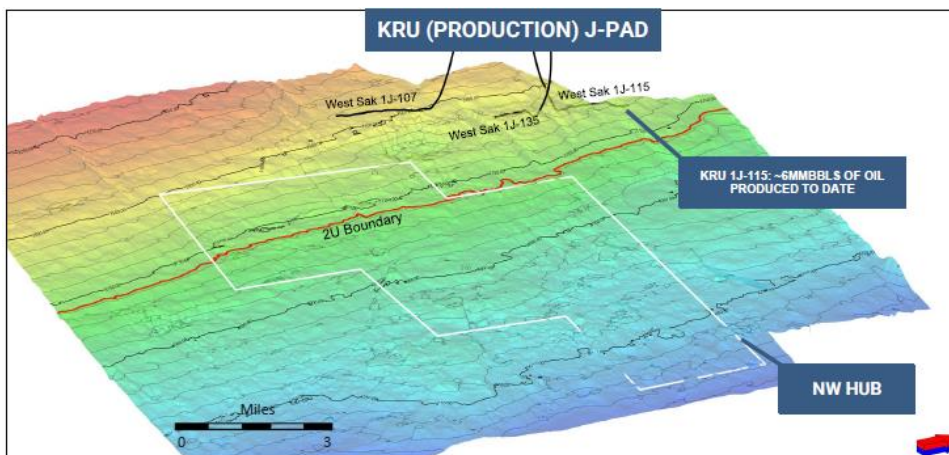 KRU (PRODUCTION) J-PAD
West Sak 1J-107
West Sak 1J-115
West Sak 1J-135
KRU 1J-115: ~6MMBBLS OF OIL
PRODUCED TO DATE
2U Boundary
NW HUB
Miles
0 3